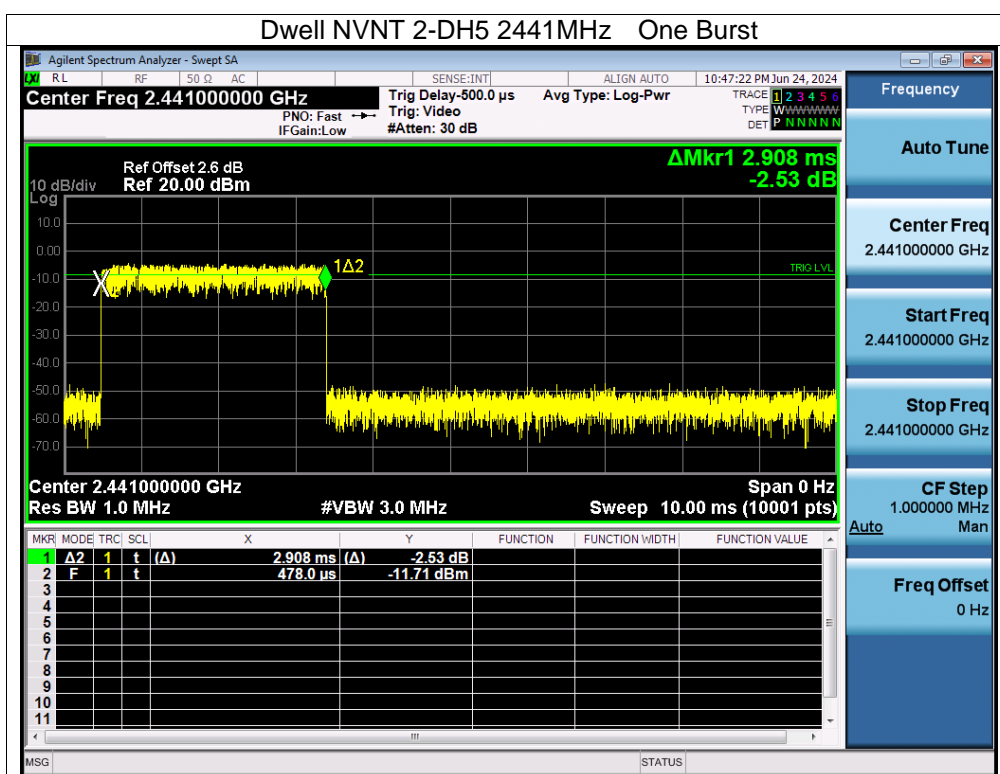 Dwell NVNT 2-DH5 2441MHz One Burst
Agilent Spectrum Analyzer - Swept SA
RL RF 50 Ω AC SENSE:INT ALIGN AUTO 10:47:22 PM Jun 24, 2024
Center Freq 2.441000000 GHz
PNO: Fast
IFGain:Low
Trig Delay-500.0 µs
Trig: Video
#Atten: 30 dB
Avg Type: Log-Pwr
TRACE 1 2 3 4 5 6
TYPE WWWWWW
DET P N N N N N
Ref Offset 2.6 dB
10 dB/div Ref 20.00 dBm
Log
ΔMkr1 2.908 ms
-2.53 dB
10.0
0.00
-10.0
-20.0
-30.0
-40.0
-50.0
-60.0
-70.0
1Δ2
TRIG LVL
Center 2.441000000 GHz Span 0 Hz
Res BW 1.0 MHz #VBW 3.0 MHz Sweep 10.00 ms (10001 pts)
MKR MODE TRC SCL X Y FUNCTION FUNCTION WIDTH FUNCTION VALUE
1 Δ2 1 t (Δ) 2.908 ms (Δ) -2.53 dB
2 F 1 t 478.0 µs -11.71 dBm
3
4
5
6
7
8
9
10
11
MSG STATUS
Frequency
Auto Tune
Center Freq
2.441000000 GHz
Start Freq
2.441000000 GHz
Stop Freq
2.441000000 GHz
CF Step
1.000000 MHz
Auto Man
Freq Offset
0 Hz